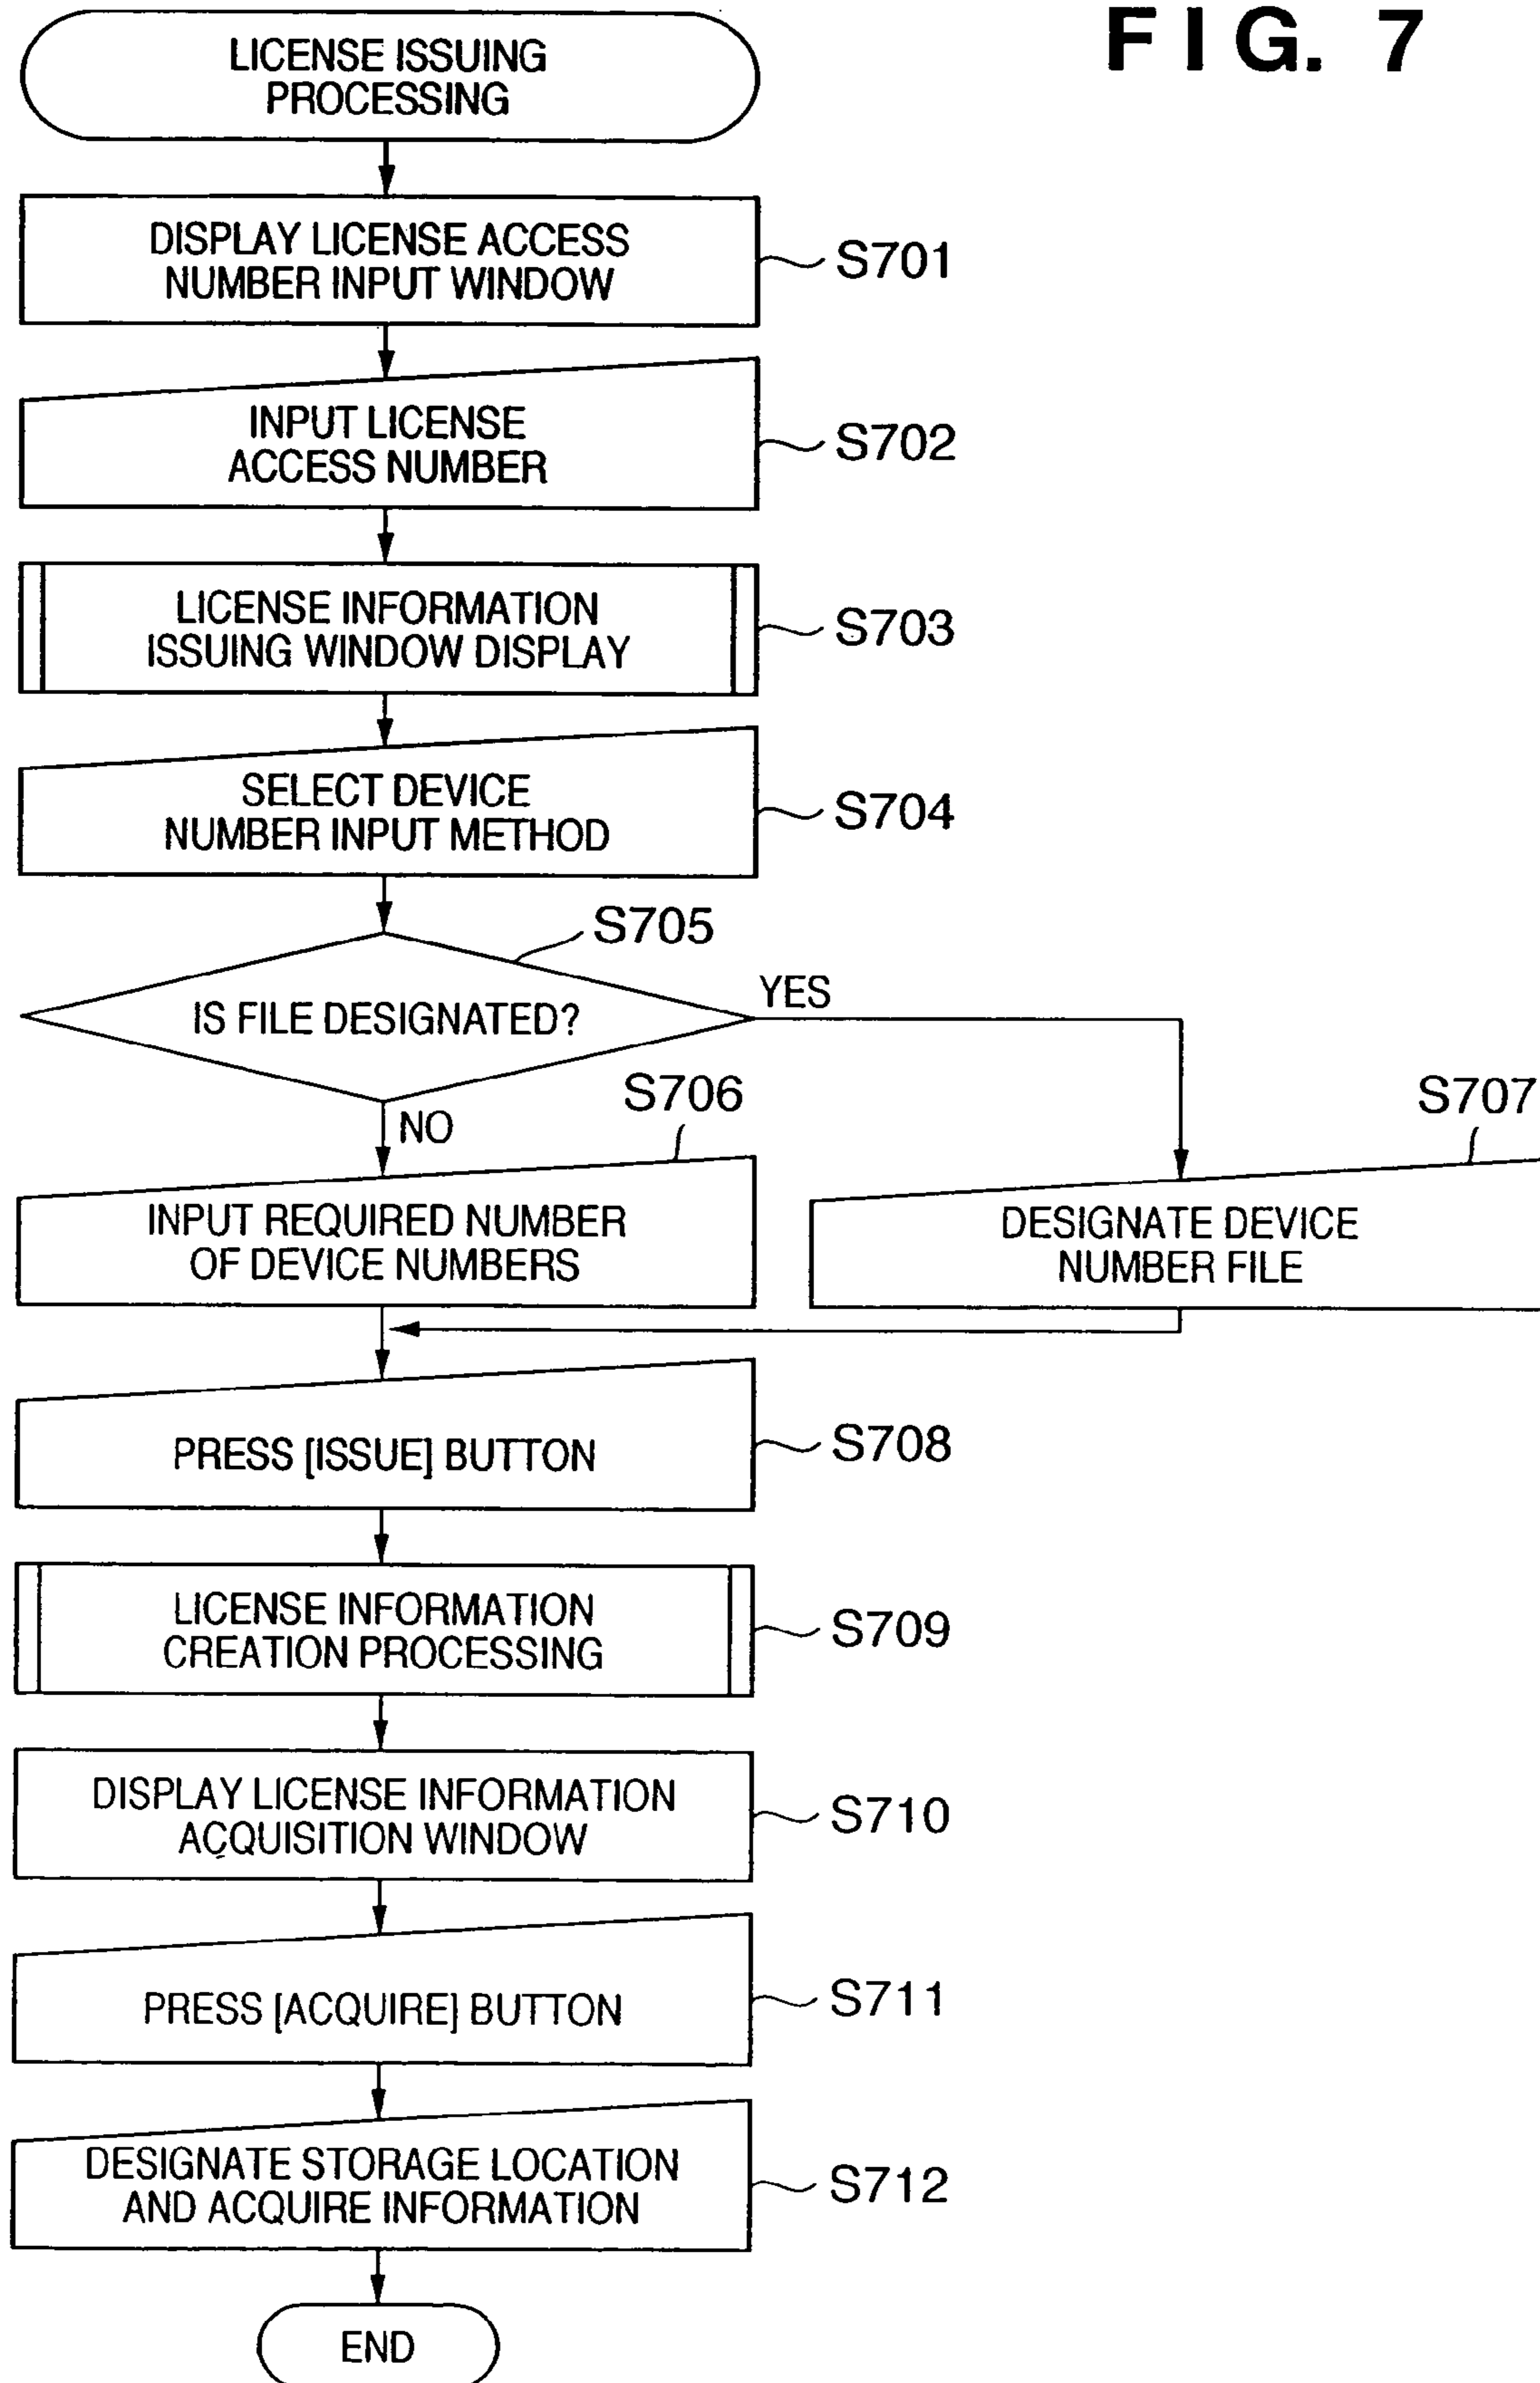 FIG. 7
LICENSE ISSUING
PROCESSING
DISPLAY LICENSE ACCESS
NUMBER INPUT WINDOW
S701
INPUT LICENSE
ACCESS NUMBER
S702
LICENSE INFORMATION
ISSUING WINDOW DISPLAY
S703
SELECT DEVICE
NUMBER INPUT METHOD
S704
S705
IS FILE DESIGNATED?
YES
NO
S706
INPUT REQUIRED NUMBER
OF DEVICE NUMBERS
S707
DESIGNATE DEVICE
NUMBER FILE
PRESS [ISSUE] BUTTON
S708
LICENSE INFORMATION
CREATION PROCESSING
S709
DISPLAY LICENSE INFORMATION
ACQUISITION WINDOW
S710
PRESS [ACQUIRE] BUTTON
S711
DESIGNATE STORAGE LOCATION
AND ACQUIRE INFORMATION
S712
END